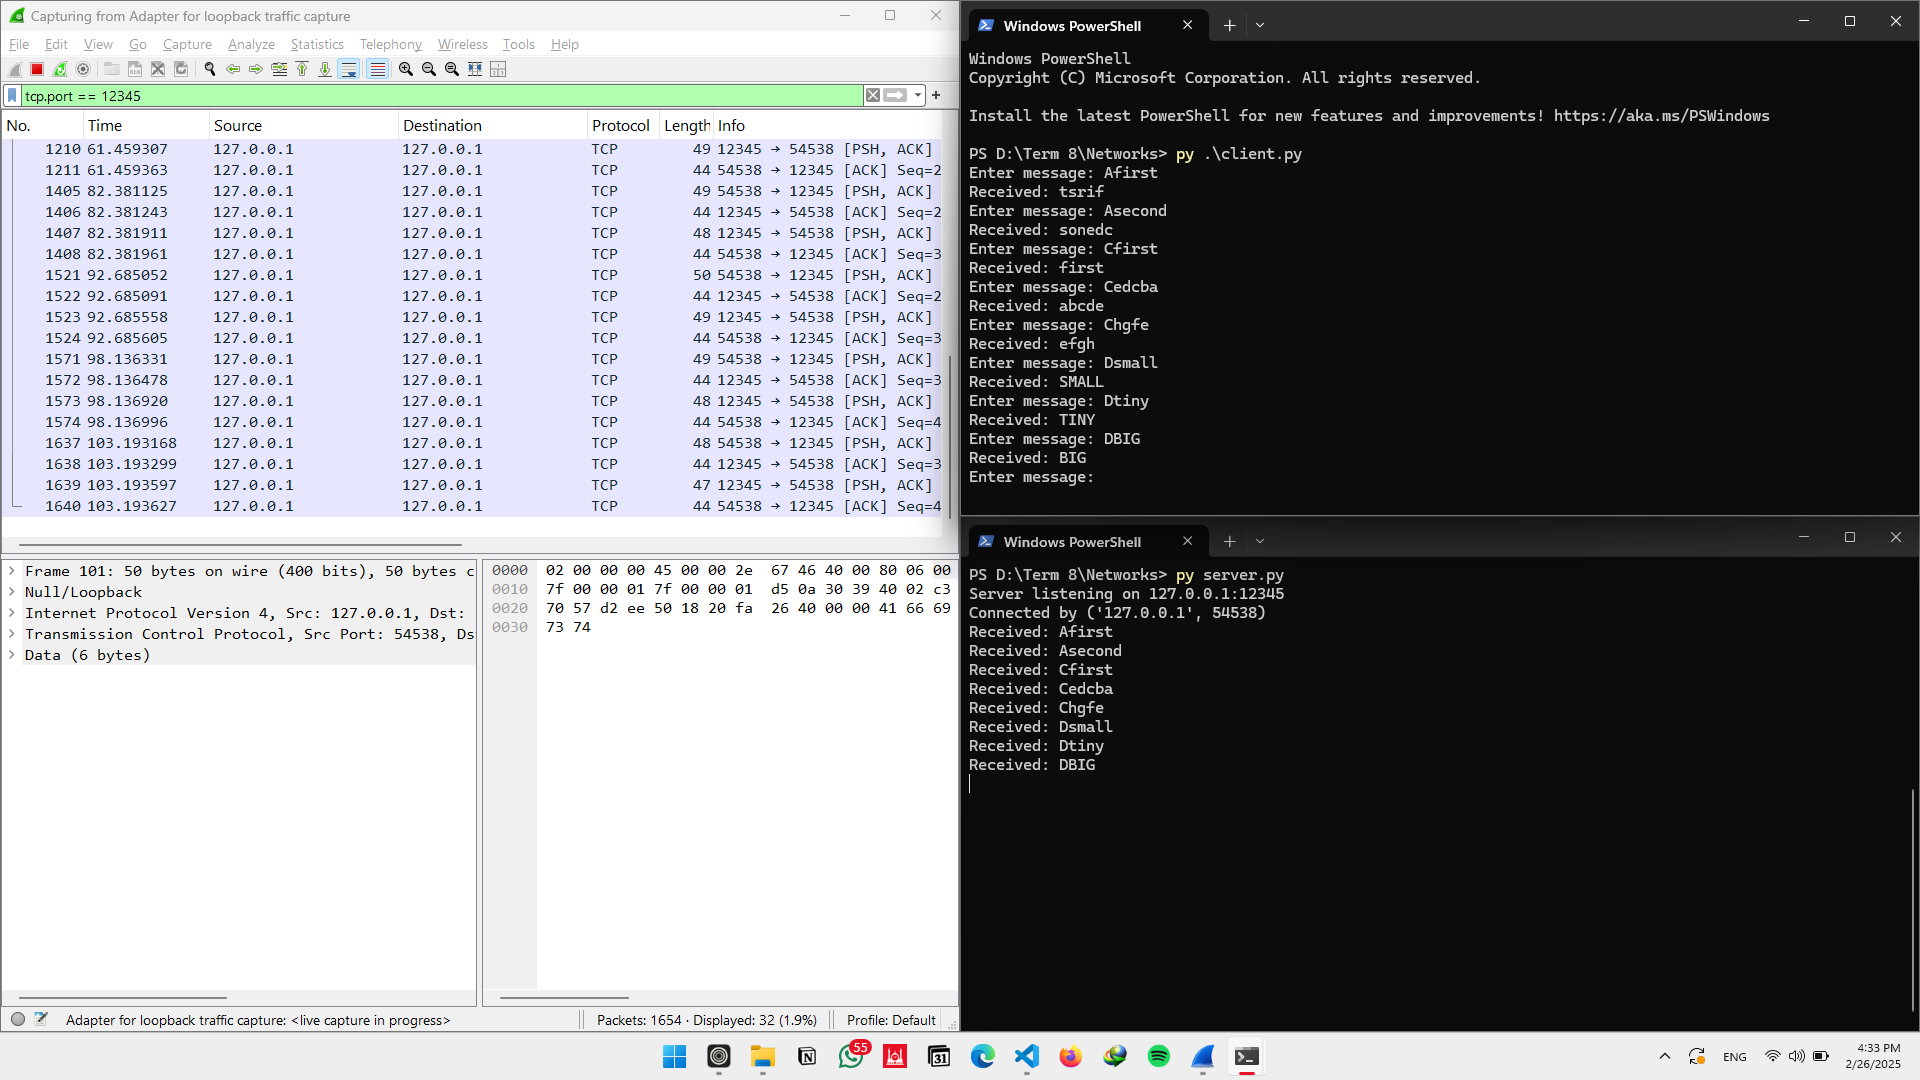 Capturing from Adapter for loopback traffic capture
File Edit View Go Capture Analyze Statistics Telephony Wireless Tools Help
tcp.port == 12345
No. Time Source Destination Protocol Length Info
1210 61.459307 127.0.0.1 127.0.0.1 TCP 49 12345 → 54538 [PSH, ACK]
1211 61.459363 127.0.0.1 127.0.0.1 TCP 44 54538 → 12345 [ACK] Seq=2
1405 82.381125 127.0.0.1 127.0.0.1 TCP 49 54538 → 12345 [PSH, ACK]
1406 82.381243 127.0.0.1 127.0.0.1 TCP 44 12345 → 54538 [ACK] Seq=2
1407 82.381911 127.0.0.1 127.0.0.1 TCP 48 12345 → 54538 [PSH, ACK]
1408 82.381961 127.0.0.1 127.0.0.1 TCP 44 54538 → 12345 [ACK] Seq=3
1521 92.685052 127.0.0.1 127.0.0.1 TCP 50 54538 → 12345 [PSH, ACK]
1522 92.685091 127.0.0.1 127.0.0.1 TCP 44 12345 → 54538 [ACK] Seq=2
1523 92.685558 127.0.0.1 127.0.0.1 TCP 49 12345 → 54538 [PSH, ACK]
1524 92.685605 127.0.0.1 127.0.0.1 TCP 44 54538 → 12345 [ACK] Seq=3
1571 98.136331 127.0.0.1 127.0.0.1 TCP 49 54538 → 12345 [PSH, ACK]
1572 98.136478 127.0.0.1 127.0.0.1 TCP 44 12345 → 54538 [ACK] Seq=3
1573 98.136920 127.0.0.1 127.0.0.1 TCP 48 12345 → 54538 [PSH, ACK]
1574 98.136996 127.0.0.1 127.0.0.1 TCP 44 54538 → 12345 [ACK] Seq=4
1637 103.193168 127.0.0.1 127.0.0.1 TCP 48 54538 → 12345 [PSH, ACK]
1638 103.193299 127.0.0.1 127.0.0.1 TCP 44 12345 → 54538 [ACK] Seq=3
1639 103.193597 127.0.0.1 127.0.0.1 TCP 47 12345 → 54538 [PSH, ACK]
1640 103.193627 127.0.0.1 127.0.0.1 TCP 44 54538 → 12345 [ACK] Seq=4
Frame 101: 50 bytes on wire (400 bits), 50 bytes c
Null/Loopback
Internet Protocol Version 4, Src: 127.0.0.1, Dst:
Transmission Control Protocol, Src Port: 54538, Ds
Data (6 bytes)
0000 02 00 00 00 45 00 00 2e 67 46 40 00 80 06 00
0010 7f 00 00 01 7f 00 00 01 d5 0a 30 39 40 02 c3
0020 70 57 d2 ee 50 18 20 fa 26 40 00 00 41 66 69
0030 73 74
Adapter for loopback traffic capture: <live capture in progress>
Packets: 1654 · Displayed: 32 (1.9%)
Profile: Default
Windows PowerShell
Windows PowerShell
Copyright (C) Microsoft Corporation. All rights reserved.
Install the latest PowerShell for new features and improvements! https://aka.ms/PSWindows
PS D:\Term 8\Networks> py .\client.py
Enter message: Afirst
Received: tsrif
Enter message: Asecond
Received: sonedc
Enter message: Cfirst
Received: first
Enter message: Cedcba
Received: abcde
Enter message: Chgfe
Received: efgh
Enter message: Dsmall
Received: SMALL
Enter message: Dtiny
Received: TINY
Enter message: DBIG
Received: BIG
Enter message:
Windows PowerShell
PS D:\Term 8\Networks> py server.py
Server listening on 127.0.0.1:12345
Connected by ('127.0.0.1', 54538)
Received: Afirst
Received: Asecond
Received: Cfirst
Received: Cedcba
Received: Chgfe
Received: Dsmall
Received: Dtiny
Received: DBIG
55
31
ENG
4:33 PM
2/26/2025